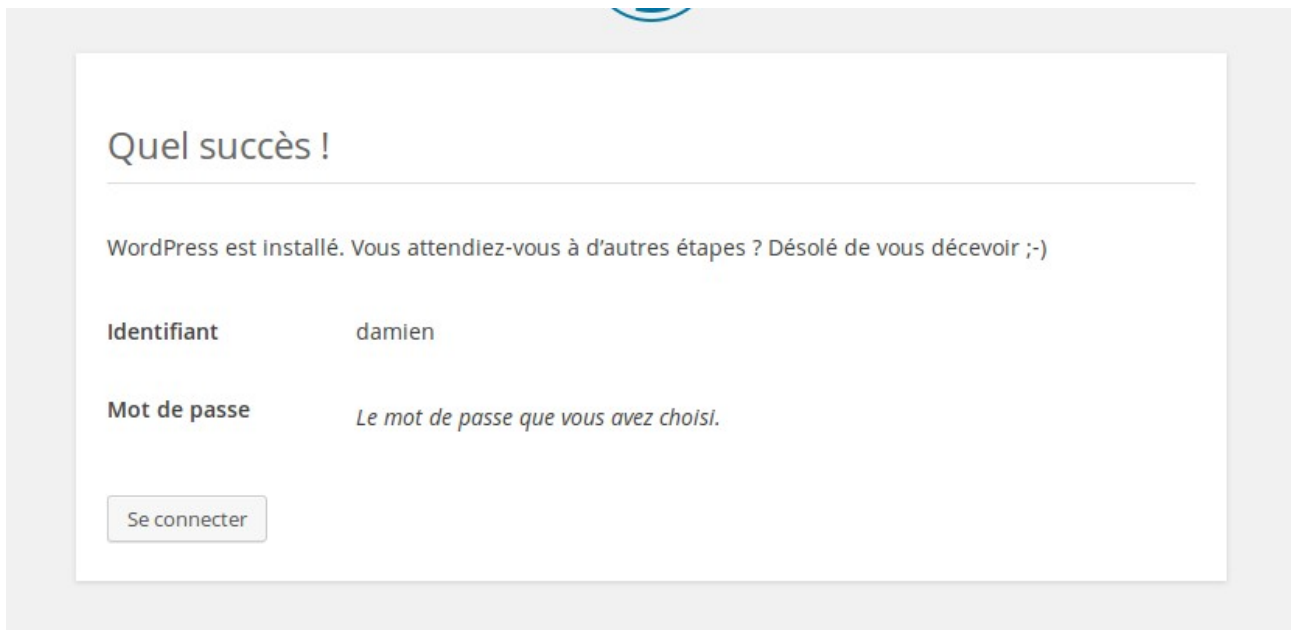 Quel succès !
WordPress est installé. Vous attendiez-vous à d’autres étapes ? Désolé de vous décevoir ;-)
Identifiant damien
Mot de passe Le mot de passe que vous avez choisi.
Se connecter